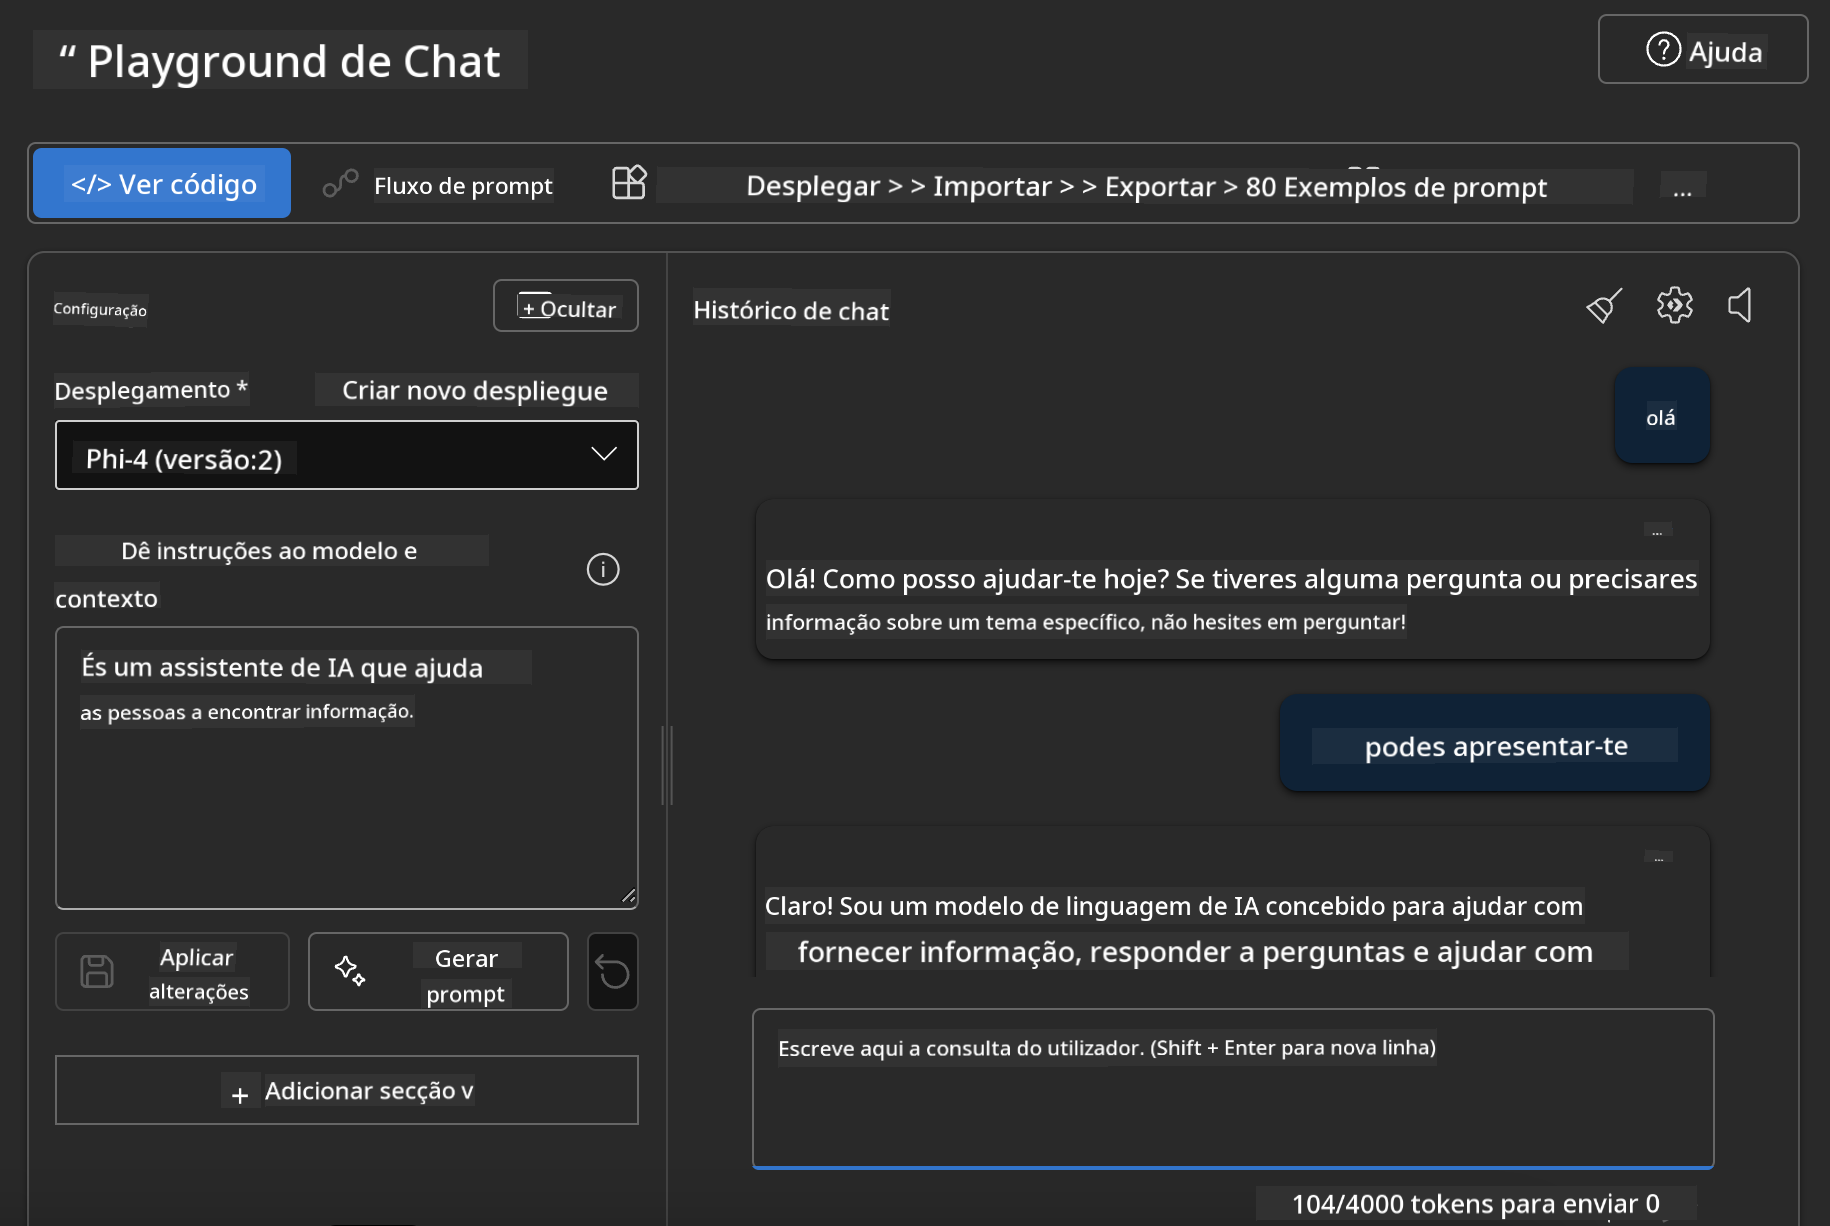 “ Playground de Chat
Ajuda
</> Ver código
Fluxo de prompt
Desplegar > > Importar > > Exportar > 80 Exemplos de prompt
...
Configuração
+ Ocultar
Desplegamento *
Criar novo despliegue
Phi-4 (versão:2)
Dê instruções ao modelo e
contexto
És um assistente de IA que ajuda
as pessoas a encontrar informação.
Aplicar
alterações
Gerar
prompt
+ Adicionar secção v
Histórico de chat
olá
...
Olá! Como posso ajudar-te hoje? Se tiveres alguma pergunta ou precisares
informação sobre um tema específico, não hesites em perguntar!
podes apresentar-te
...
Claro! Sou um modelo de linguagem de IA concebido para ajudar com
fornecer informação, responder a perguntas e ajudar com
Escreve aqui a consulta do utilizador. (Shift + Enter para nova linha)
104/4000 tokens para enviar 0